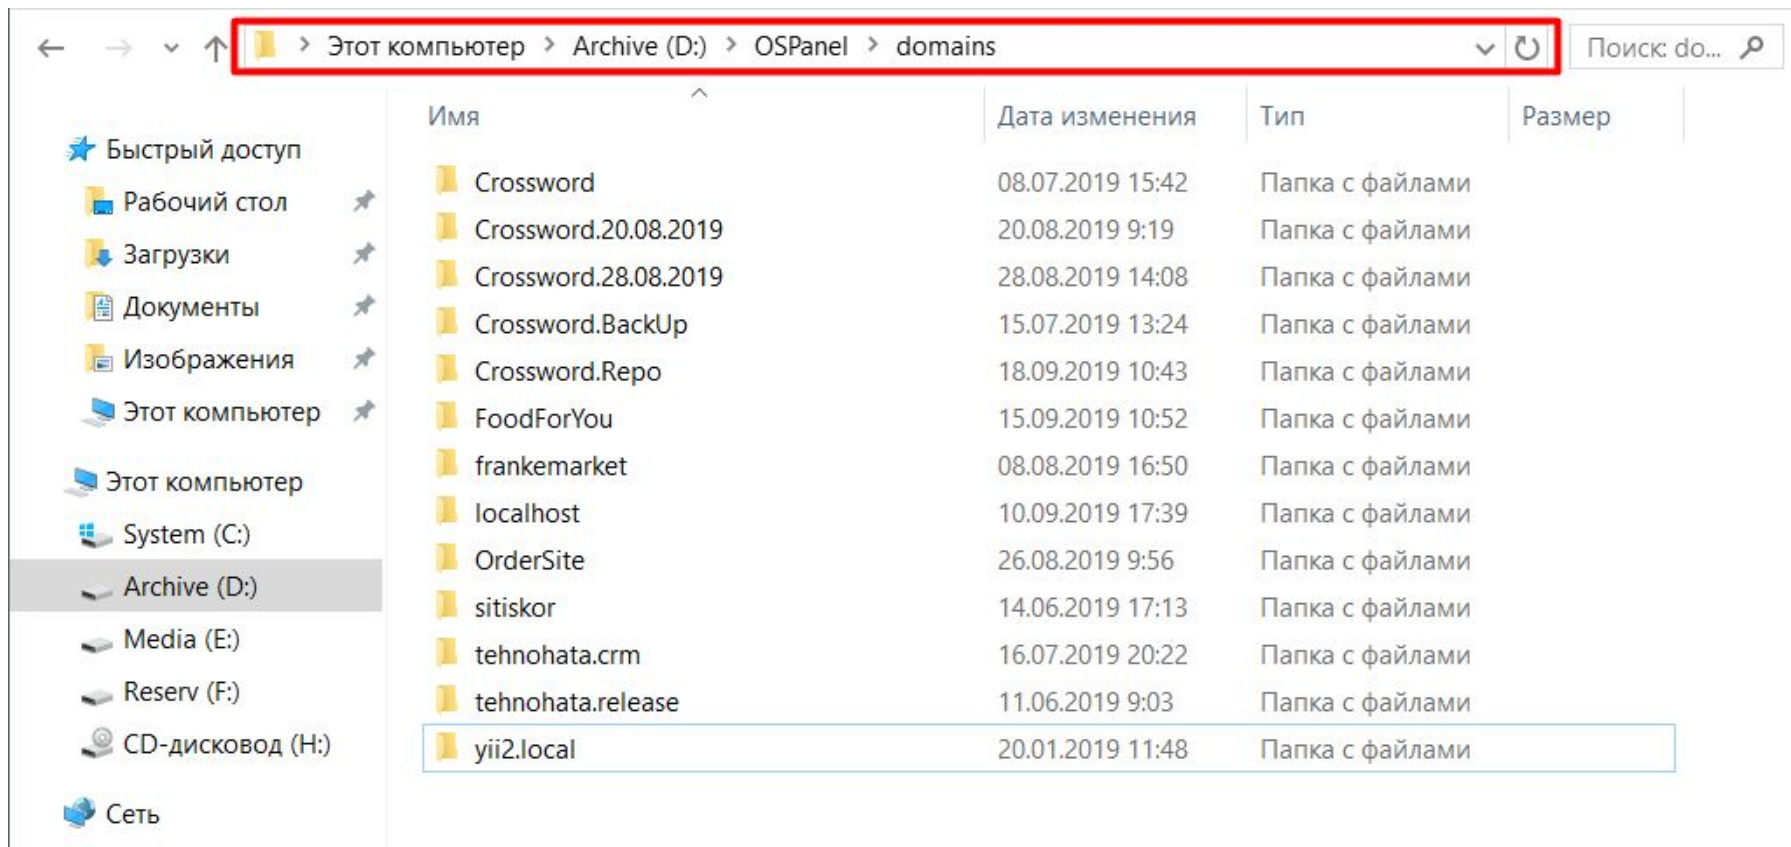 Этот компьютер > Archive (D:) > OSPanel > domains
Поиск: do...
Быстрый доступ
Рабочий стол
Загрузки
Документы
Изображения
Этот компьютер
Этот компьютер
System (C:)
Archive (D:)
Media (E:)
Reserv (F:)
CD-дисковод (H:)
Сеть
Имя Дата изменения Тип Размер
Crossword 08.07.2019 15:42 Папка с файлами
Crossword.20.08.2019 20.08.2019 9:19 Папка с файлами
Crossword.28.08.2019 28.08.2019 14:08 Папка с файлами
Crossword.BackUp 15.07.2019 13:24 Папка с файлами
Crossword.Repo 18.09.2019 10:43 Папка с файлами
FoodForYou 15.09.2019 10:52 Папка с файлами
frankemarket 08.08.2019 16:50 Папка с файлами
localhost 10.09.2019 17:39 Папка с файлами
OrderSite 26.08.2019 9:56 Папка с файлами
sitiskor 14.06.2019 17:13 Папка с файлами
tehnohata.crm 16.07.2019 20:22 Папка с файлами
tehnohata.release 11.06.2019 9:03 Папка с файлами
yii2.local 20.01.2019 11:48 Папка с файлами